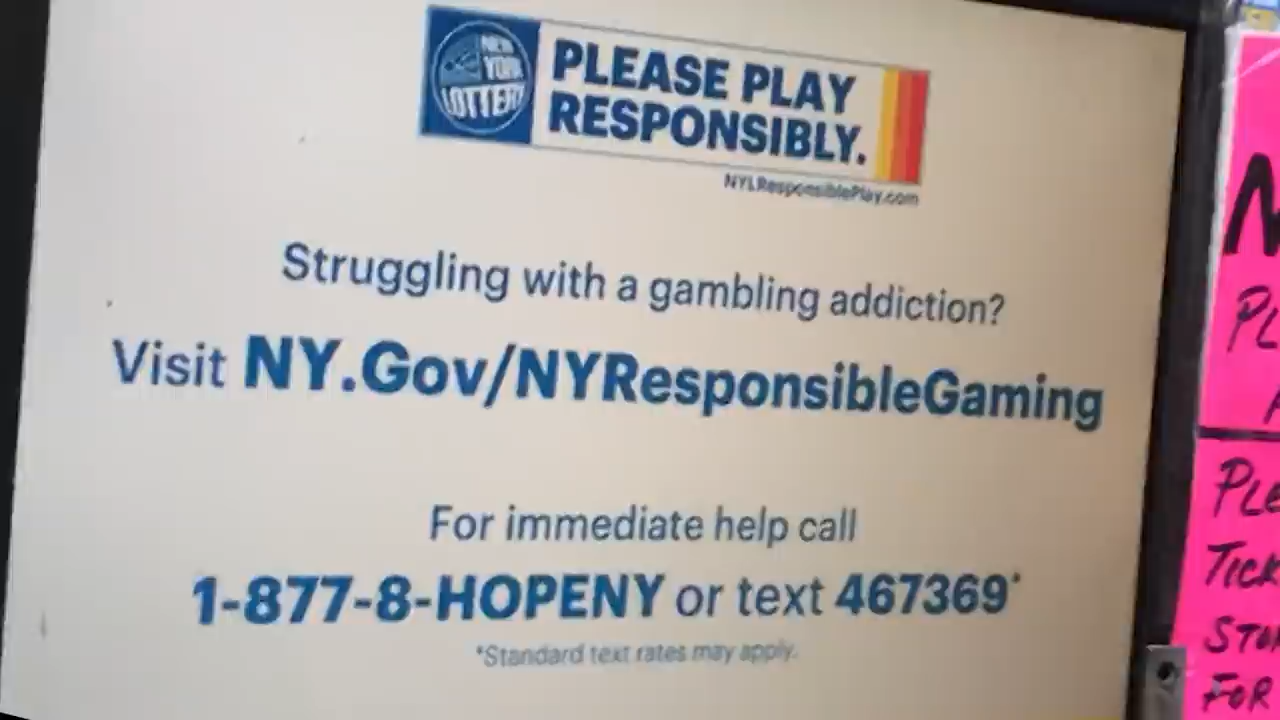 NEW
YORK
LOTTERY
PLEASE PLAY
RESPONSIBLY.
NYLResponsiblePlay.com
Struggling with a gambling addiction?
Visit NY.Gov/NYResponsibleGaming
For immediate help call
1-877-8-HOPENY or text 467369*
*Standard text rates may apply.
FOR